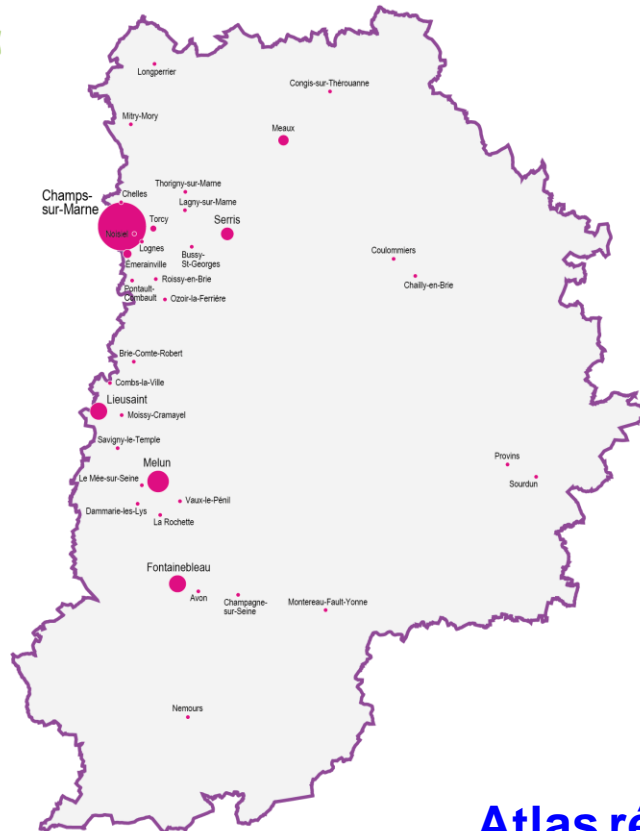 Longperrier
Congis-sur-Thérouanne
Mitry-Mory
Meaux
Thorigny-sur-Marne
Champs-
sur-Marne
Chelles
Lagny-sur-Marne
Torcy
Serris
Noisiel
Lognes
Bussy-
St-Georges
Coulommiers
Émerainville
Chailly-en-Brie
Roissy-en-Brie
Pontault-
Combault
Ozoir-la-Ferrière
Brie-Comte-Robert
Combs-la-Ville
Lieusaint
Moissy-Cramayel
Savigny-le-Temple
Provins
Melun
Le Mée-sur-Seine
Sourdun
Vaux-le-Pénil
Dammarie-les-Lys
La Rochette
Fontainebleau
Avon
Champagne-
sur-Seine
Montereau-Fault-Yonne
Nemours
Atlas ré